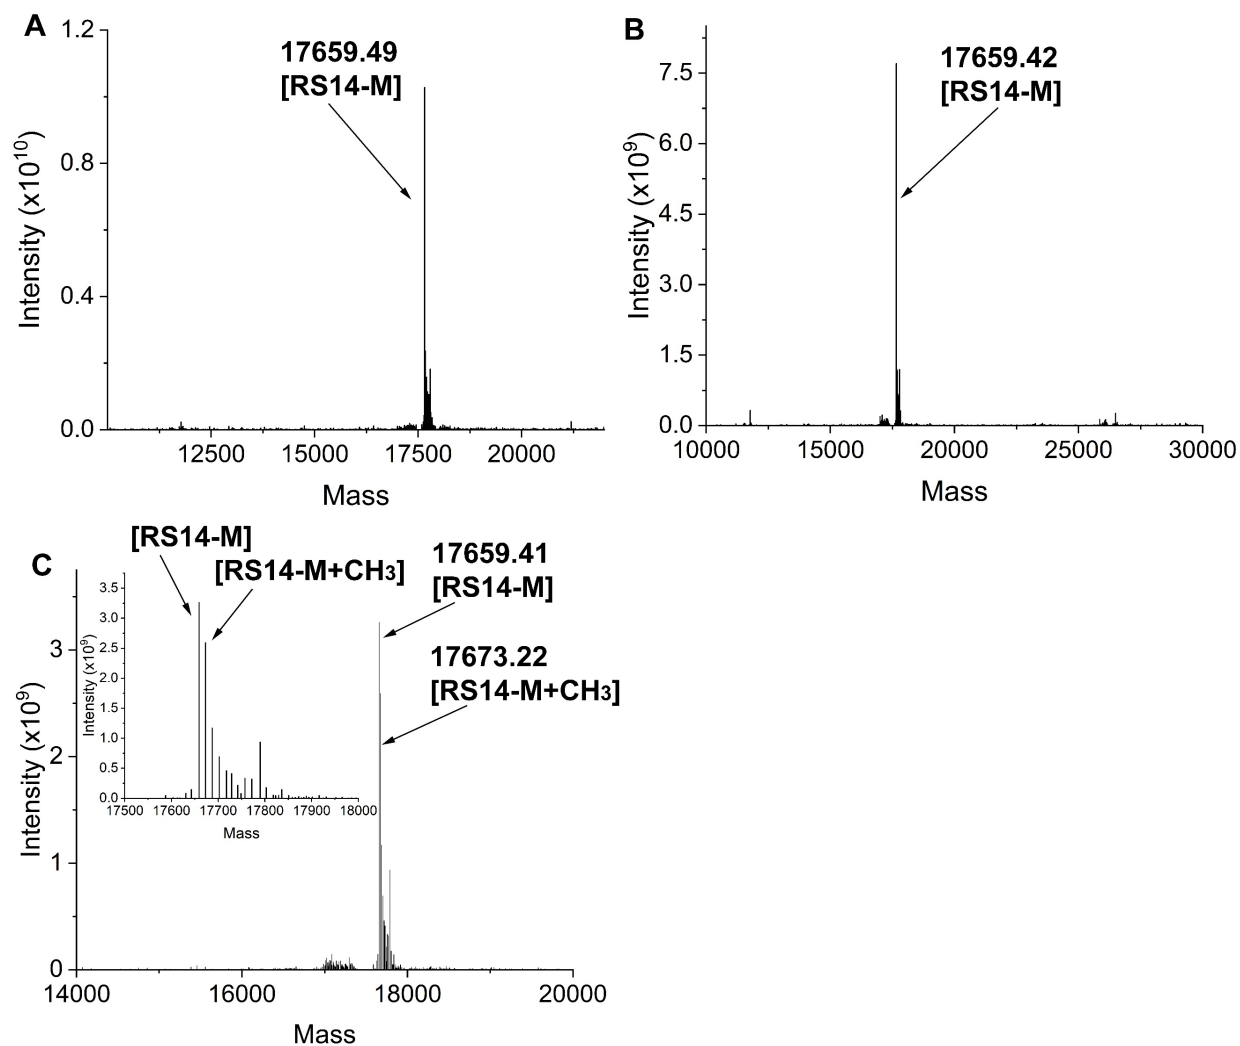 A
1.2
0.8
0.4
0.0
Intensity (x10¹⁰)
17659.49
[RS14-M]
12500 15000 17500 20000
Mass
B
7.5
6.0
4.5
3.0
1.5
0.0
Intensity (x10⁹)
17659.42
[RS14-M]
10000 15000 20000 25000 30000
Mass
C
3
2
1
0
Intensity (x10⁹)
[RS14-M]
[RS14-M+CH₃]
17659.41
[RS14-M]
17673.22
[RS14-M+CH₃]
3.5
3.0
2.5
2.0
1.5
1.0
0.5
0.0
Intensity (x10⁹)
17500 17600 17700 17800 17900 18000
Mass
14000 16000 18000 20000
Mass